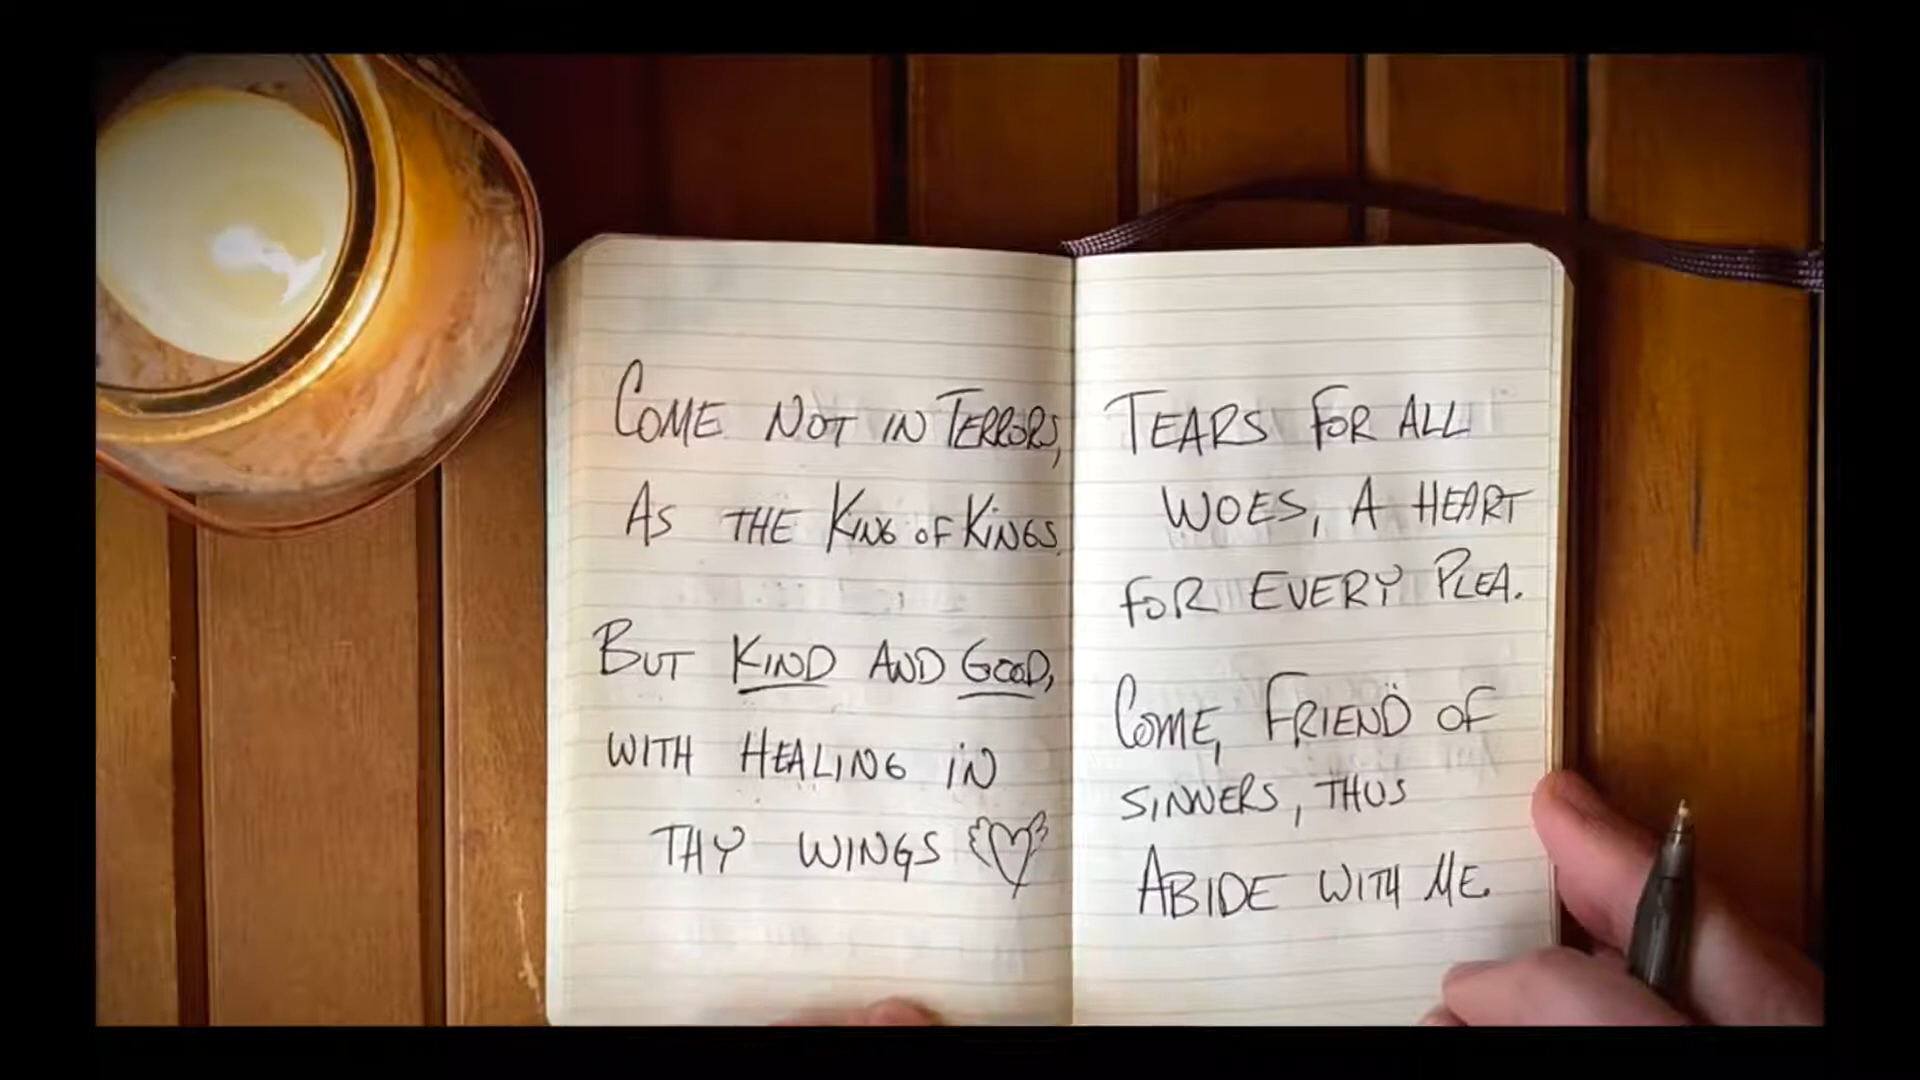 COME NOT IN TERRORS,
AS THE KING OF KINGS.
BUT KIND AND GOOD,
WITH HEALING IN
THY WINGS
TEARS FOR ALL
WOES, A HEART
FOR EVERY PLEA.
COME, FRIEND OF
SINNERS, THUS
ABIDE WITH ME.